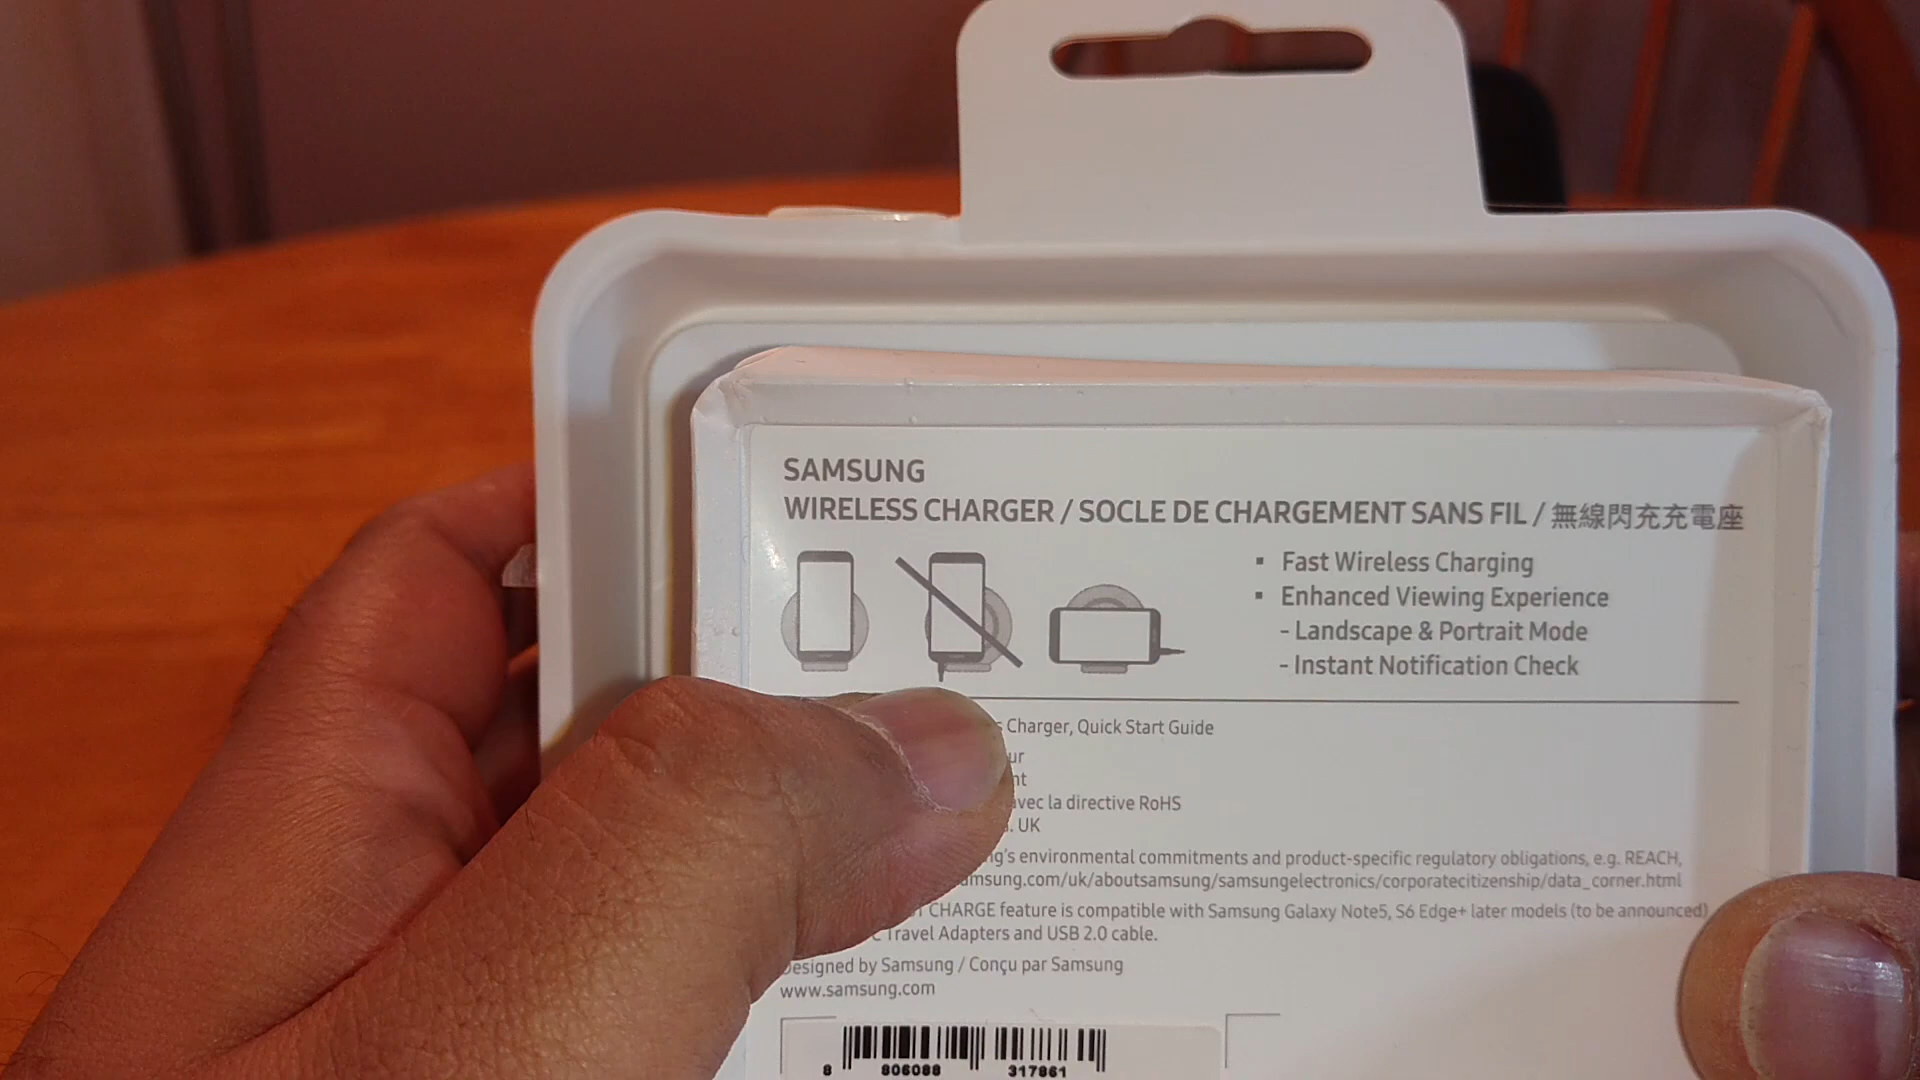 SAMSUNG
WIRELESS CHARGER / SOCLE DE CHARGEMENT SANS FIL / 無線閃充充電座
▪ Fast Wireless Charging
▪ Enhanced Viewing Experience
- Landscape & Portrait Mode
- Instant Notification Check
Charger, Quick Start Guide
avec la directive RoHS
UK
environmental commitments and product-specific regulatory obligations, e.g. REACH,
amsung.com/uk/aboutsamsung/samsungelectronics/corporatecitizenship/data_corner.html
CHARGE feature is compatible with Samsung Galaxy Note5, S6 Edge+ later models (to be announced)
Travel Adapters and USB 2.0 cable.
Designed by Samsung / Conçu par Samsung
www.samsung.com
8 806088 317861